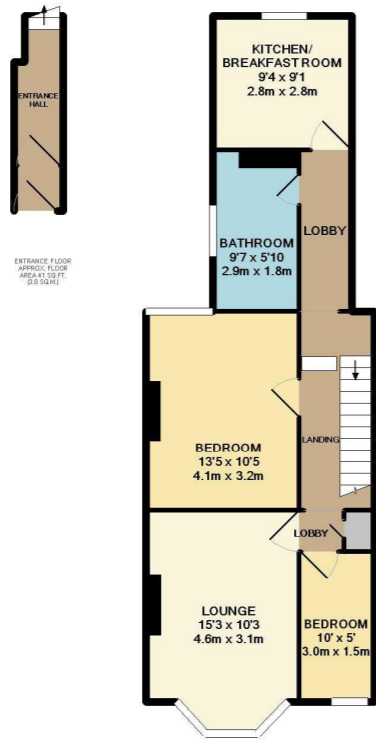 ENTRANCE
HALL
ENTRANCE FLOOR
APPROX. FLOOR
AREA 41 SQ.FT.
(3.8 SQ.M.)
KITCHEN/
BREAKFAST ROOM
9'4 x 9'1
2.8m x 2.8m
BATHROOM
9'7 x 5'10
2.9m x 1.8m
LOBBY
BEDROOM
13'5 x 10'5
4.1m x 3.2m
LANDING
LOBBY
LOUNGE
15'3 x 10'3
4.6m x 3.1m
BEDROOM
10' x 5'
3.0m x 1.5m